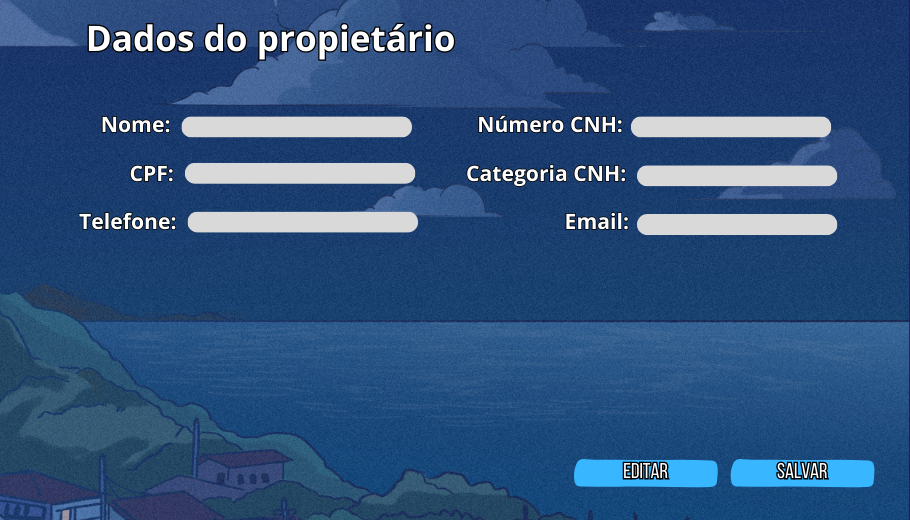 Dados do propietário
Nome:
Número CNH:
CPF:
Categoria CNH:
Telefone:
Email:
EDITAR
SALVAR